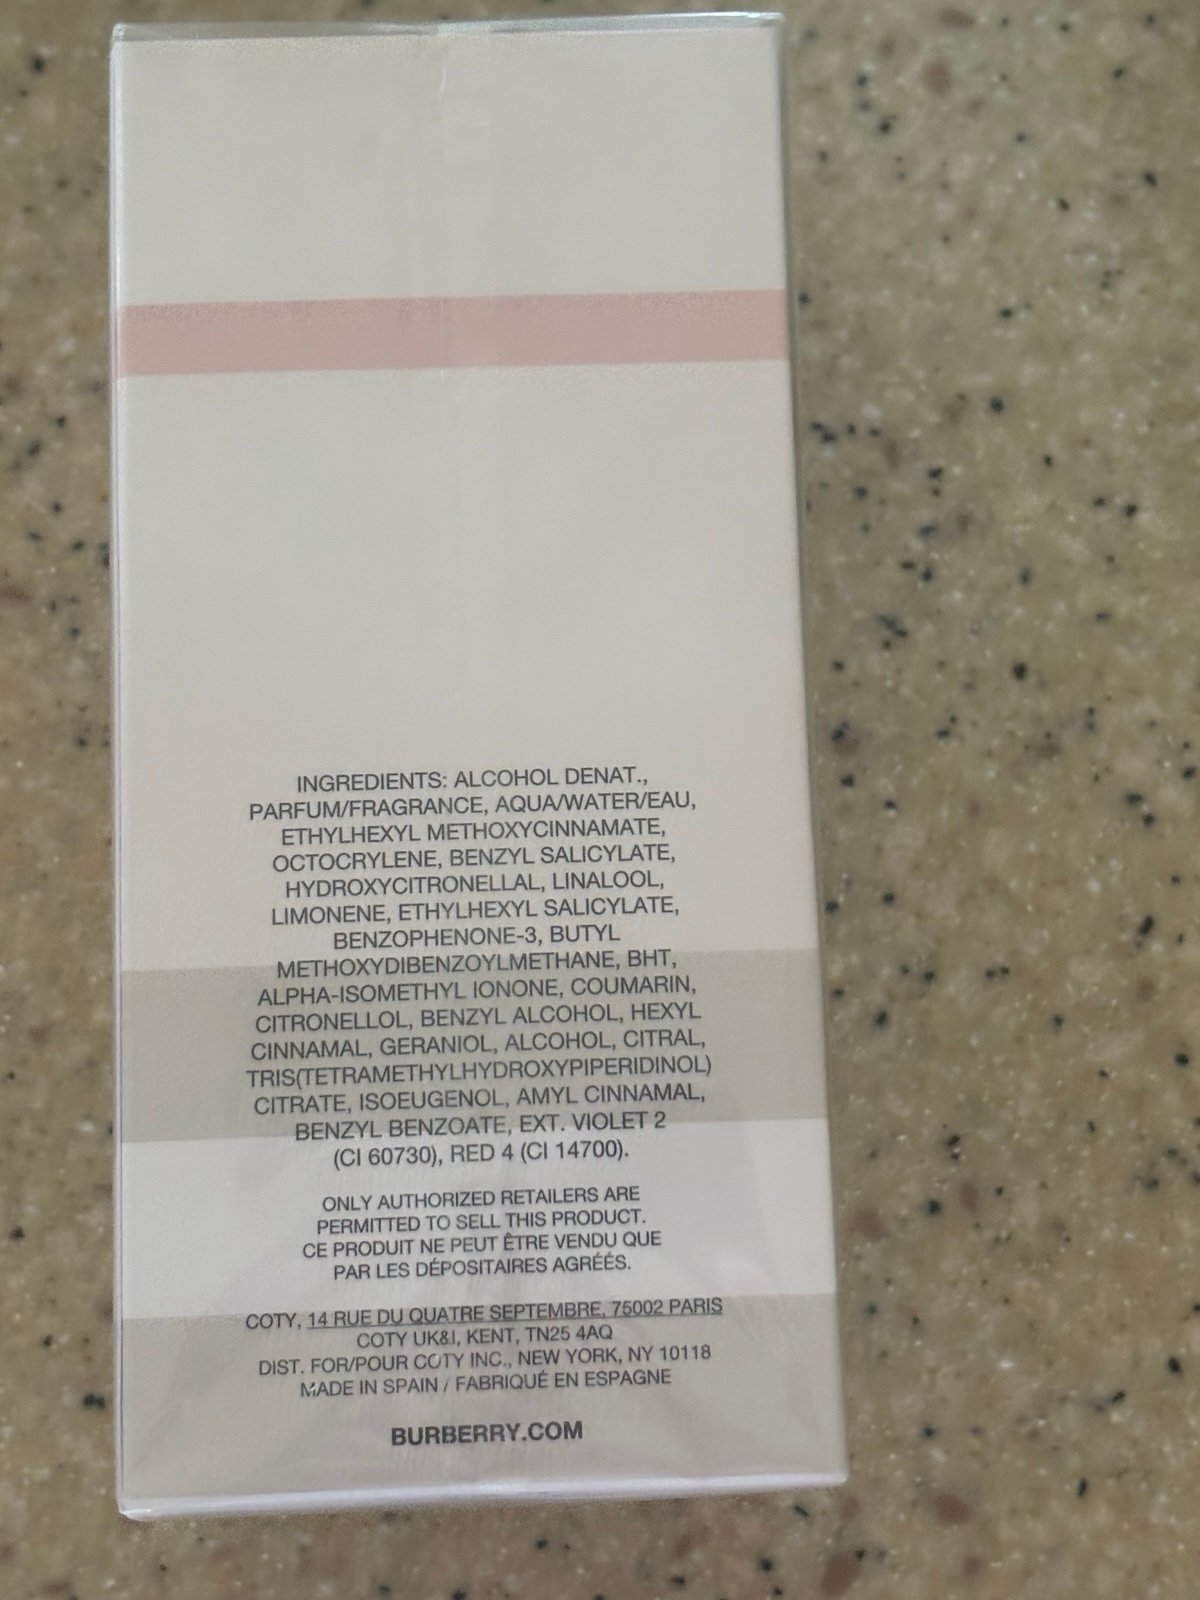 INGREDIENTS: ALCOHOL DENAT.,
PARFUM/FRAGRANCE, AQUA/WATER/EAU,
ETHYLHEXYL METHOXYCINNAMATE,
OCTOCRYLENE, BENZYL SALICYLATE,
HYDROXYCITRONELLAL, LINALOOL,
LIMONENE, ETHYLHEXYL SALICYLATE,
BENZOPHENONE-3, BUTYL
METHOXYDIBENZOYLMETHANE, BHT,
ALPHA-ISOMETHYL IONONE, COUMARIN,
CITRONELLOL, BENZYL ALCOHOL, HEXYL
CINNAMAL, GERANIOL, ALCOHOL, CITRAL,
TRIS(TETRAMETHYLHYDROXYPIPERIDINOL)
CITRATE, ISOEUGENOL, AMYL CINNAMAL,
BENZYL BENZOATE, EXT. VIOLET 2
(CI 60730), RED 4 (CI 14700).
ONLY AUTHORIZED RETAILERS ARE
PERMITTED TO SELL THIS PRODUCT.
CE PRODUIT NE PEUT ÊTRE VENDU QUE
PAR LES DÉPOSITAIRES AGRÉÉS.
COTY, 14 RUE DU QUATRE SEPTEMBRE, 75002 PARIS
COTY UK&I, KENT, TN25 4AQ
DIST. FOR/POUR COTY INC., NEW YORK, NY 10118
MADE IN SPAIN / FABRIQUÉ EN ESPAGNE
BURBERRY.COM